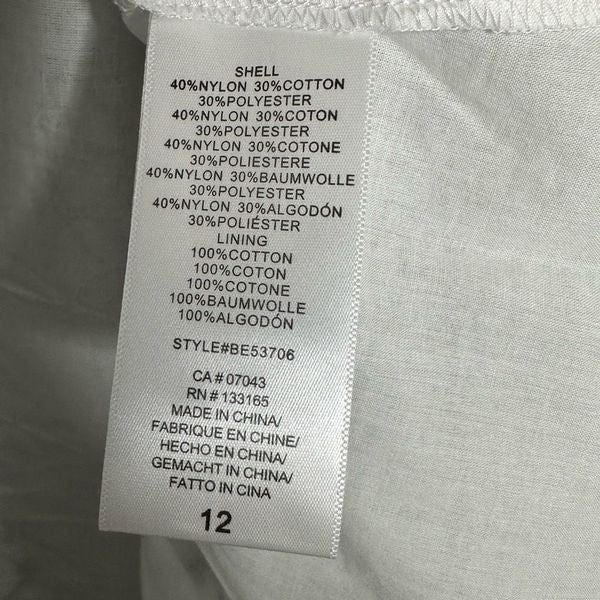 SHELL
40%NYLON 30%COTTON
30%POLYESTER
40%NYLON 30%COTON
30%POLYESTER
40%NYLON 30%COTONE
30%POLIESTERE
40%NYLON 30%BAUMWOLLE
30%POLYESTER
40%NYLON 30%ALGODÓN
30%POLIÉSTER
LINING
100%COTTON
100%COTON
100%COTONE
100%BAUMWOLLE
100%ALGODÓN
STYLE#BE53706
CA # 07043
RN # 133165
MADE IN CHINA/
FABRIQUE EN CHINE/
HECHO EN CHINA/
GEMACHT IN CHINA/
FATTO IN CINA
12